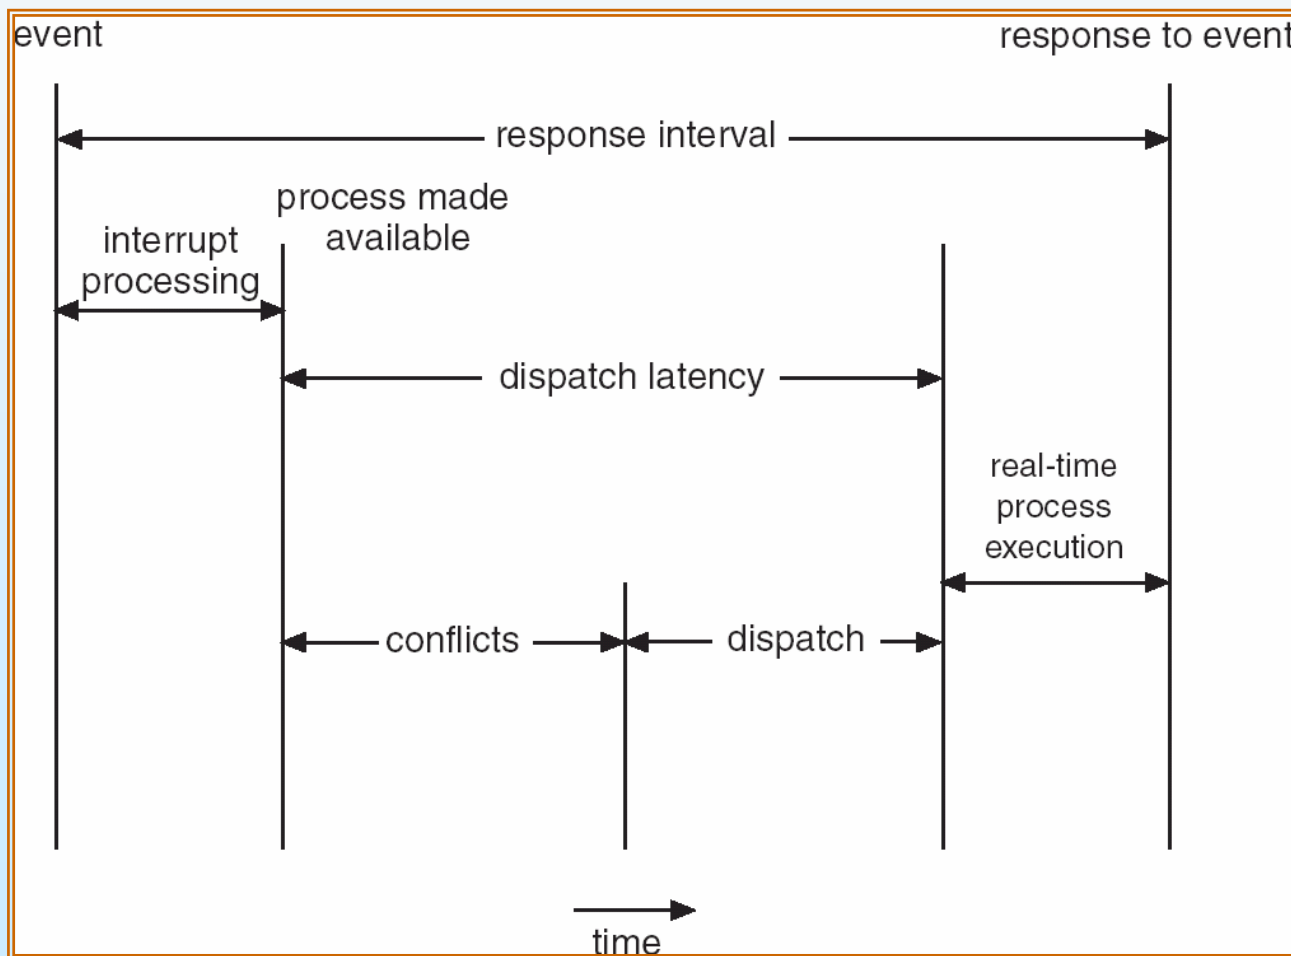 event
response to event
response interval
process made
available
interrupt
processing
dispatch latency
real-time
process
execution
conflicts
dispatch
time